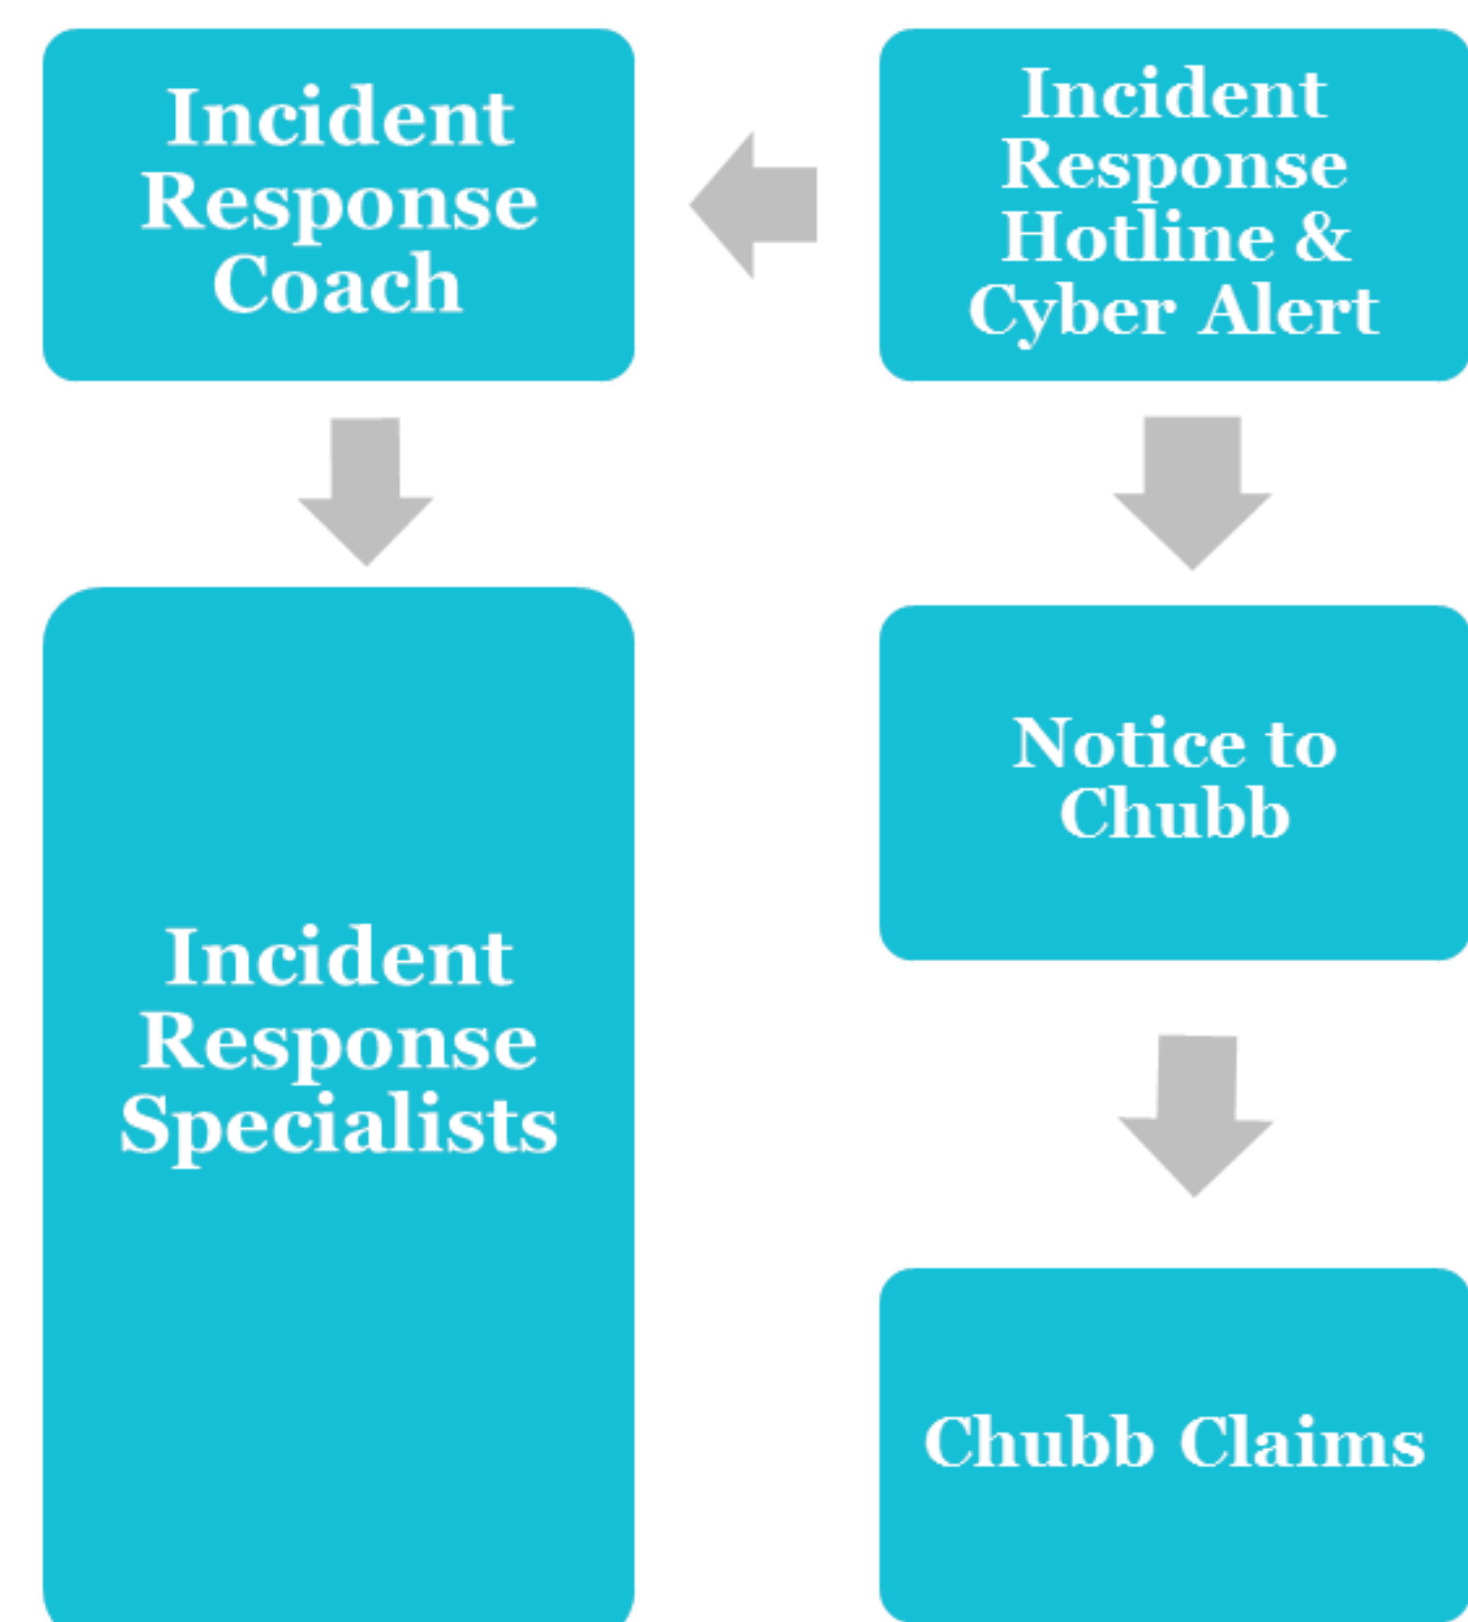 Incident
Response
Coach
Incident
Response
Hotline &
Cyber Alert
Incident
Response
Specialists
Notice to
Chubb
Chubb Claims